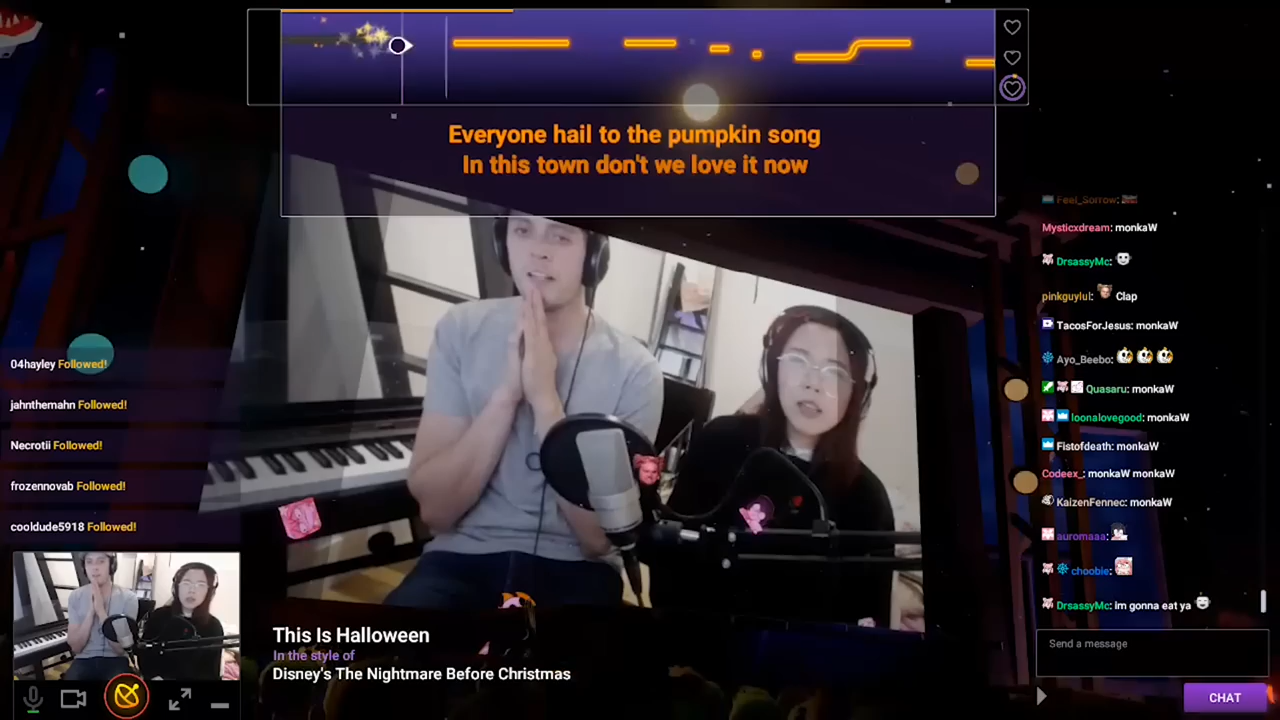 Everyone hail to the pumpkin song
In this town don't we love it now
Feel_Sorrow:
Mysticxdream: monkaW
DrsassyMc:
pinkguylul: Clap
TacosForJesus: monkaW
Ayo_Beebo:
Quasaru: monkaW
loonalovegood: monkaW
Fistofdeath: monkaW
Codeex_: monkaW monkaW
KaizenFennec: monkaW
auromaaa:
choobie:
DrsassyMc: im gonna eat ya
Send a message
CHAT
04hayley Followed!
jahnthemahn Followed!
Necrotii Followed!
frozennovab Followed!
cooldude5918 Followed!
This Is Halloween
In the style of
Disney's The Nightmare Before Christmas